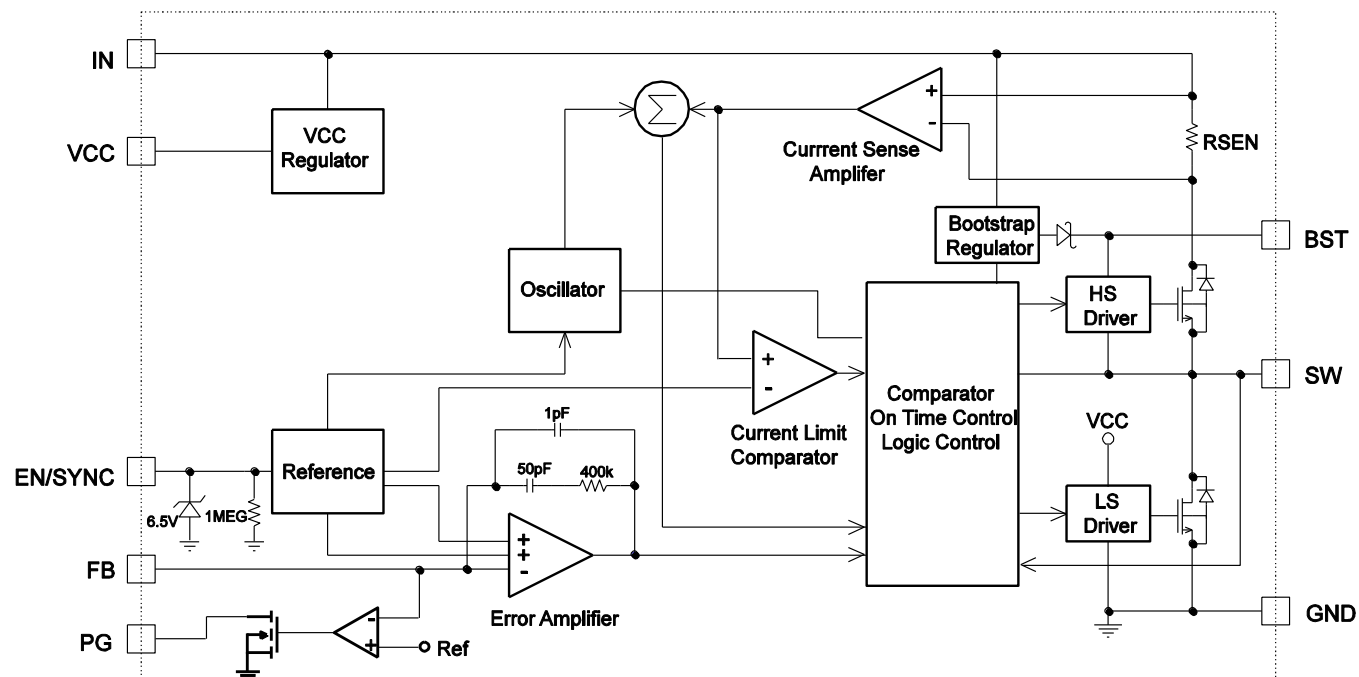 IN
VCC
VCC
Regulator
Σ
+
-
Currrent Sense
Amplifer
RSEN
Bootstrap
Regulator
BST
Oscillator
HS
Driver
+
-
Current Limit
Comparator
Comparator
On Time Control
Logic Control
SW
VCC
1pF
50pF
400k
EN/SYNC
Reference
6.5V
1MEG
LS
Driver
+
+
-
Error Amplifier
FB
PG
-
+
Ref
GND